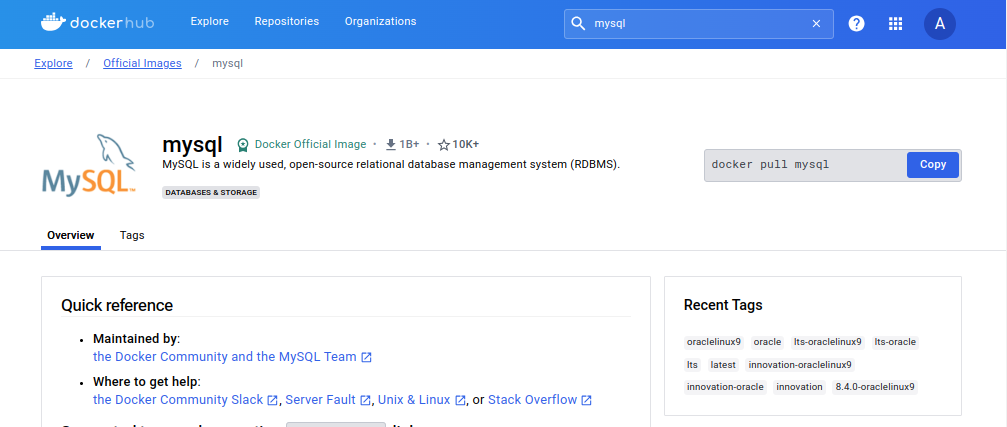 dockerhub Explore Repositories Organizations mysql ? A
Explore / Official Images / mysql
MySQL™
mysql Docker Official Image · 1B+ · 10K+
MySQL is a widely used, open-source relational database management system (RDBMS).
DATABASES & STORAGE
docker pull mysql Copy
Overview Tags
Quick reference
• Maintained by:
the Docker Community and the MySQL Team
• Where to get help:
the Docker Community Slack, Server Fault, Unix & Linux, or Stack Overflow
Recent Tags
oraclelinux9 oracle lts-oraclelinux9 lts-oracle
lts latest innovation-oraclelinux9
innovation-oracle innovation 8.4.0-oraclelinux9